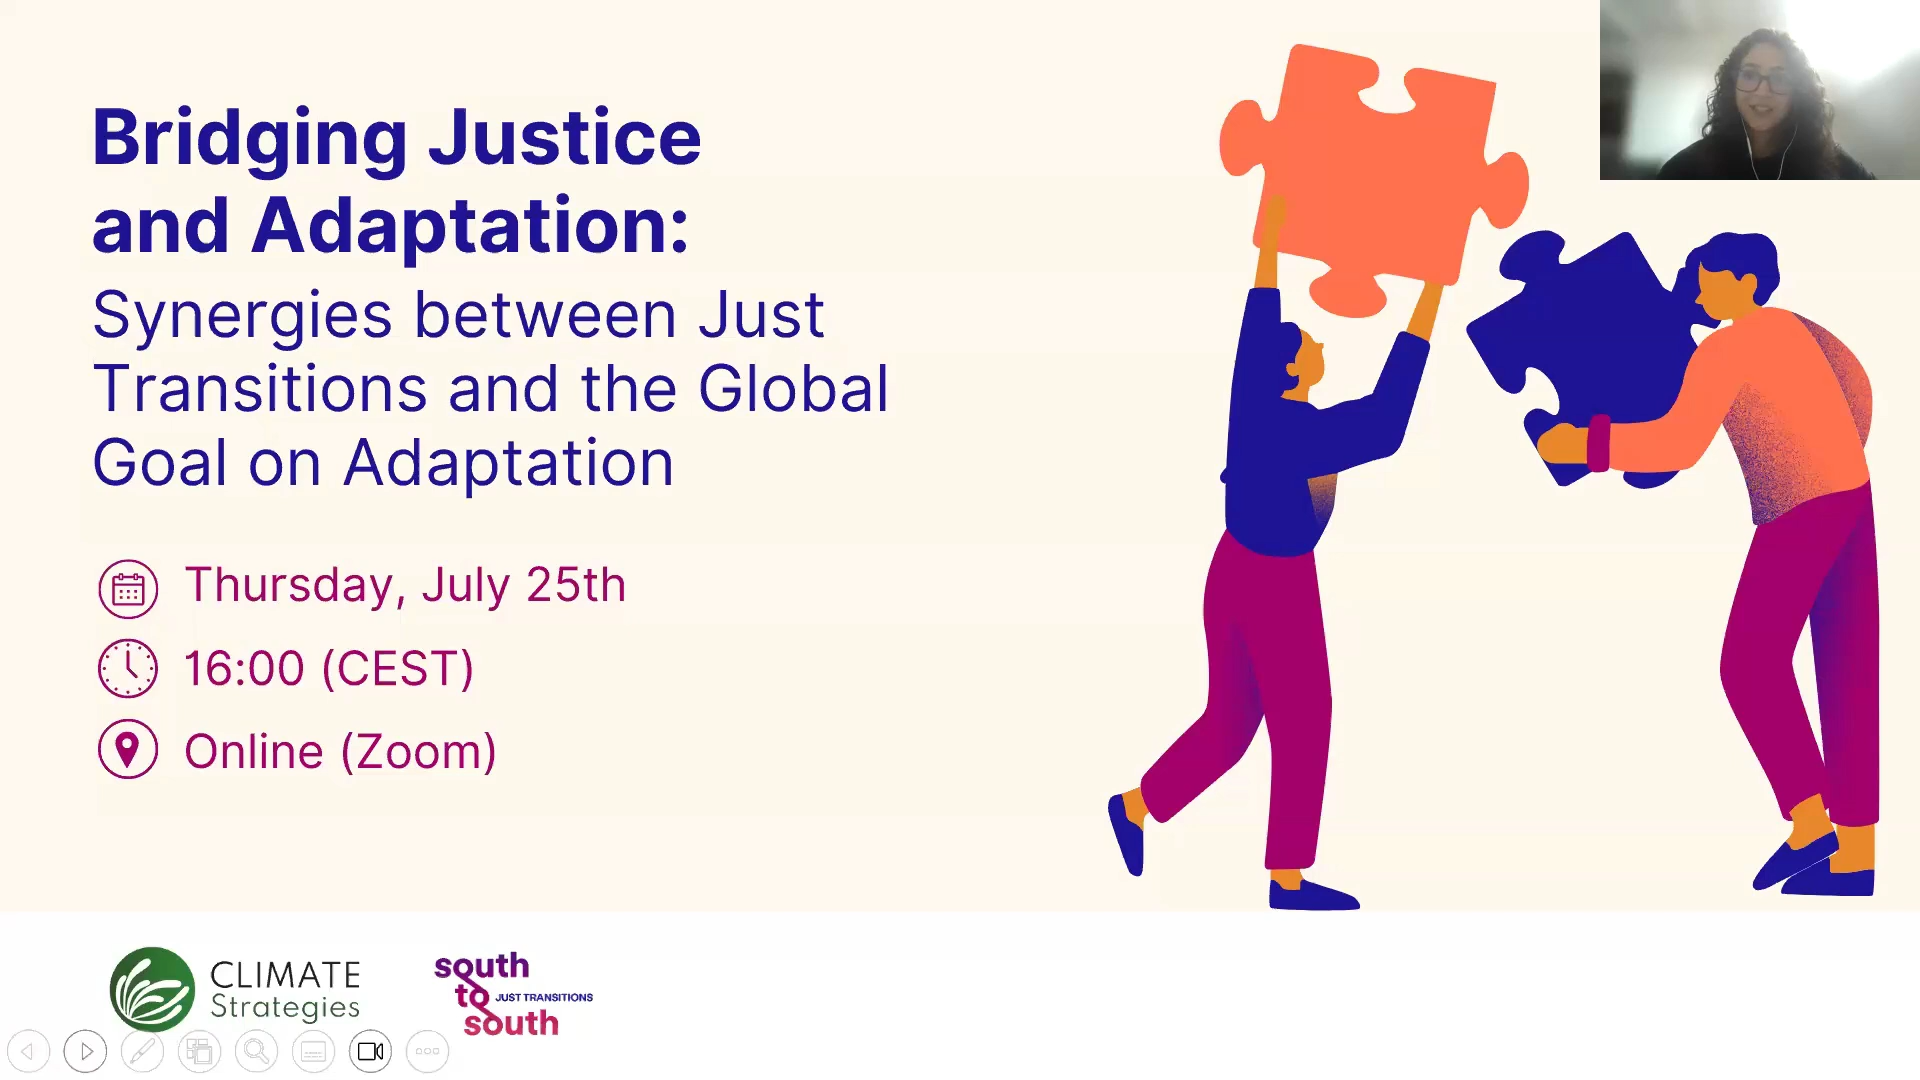 Bridging Justice
and Adaptation:
Synergies between Just
Transitions and the Global
Goal on Adaptation
Thursday, July 25th
16:00 (CEST)
Online (Zoom)
CLIMATE
Strategies
south
to JUST TRANSITIONS
south